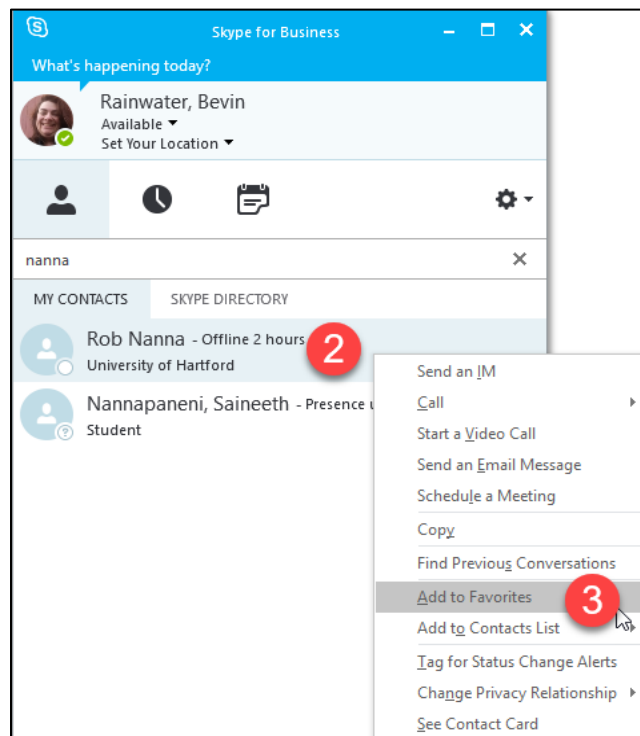 Skype for Business
What's happening today?
Rainwater, Bevin
Available
Set Your Location
nanna
MY CONTACTS SKYPE DIRECTORY
Rob Nanna - Offline 2 hours
2
University of Hartford
Nannapaneni, Saineeth - Presence
Student
Send an IM
Call
Start a Video Call
Send an Email Message
Schedule a Meeting
Copy
Find Previous Conversations
Add to Favorites
3
Add to Contacts List
Tag for Status Change Alerts
Change Privacy Relationship
See Contact Card